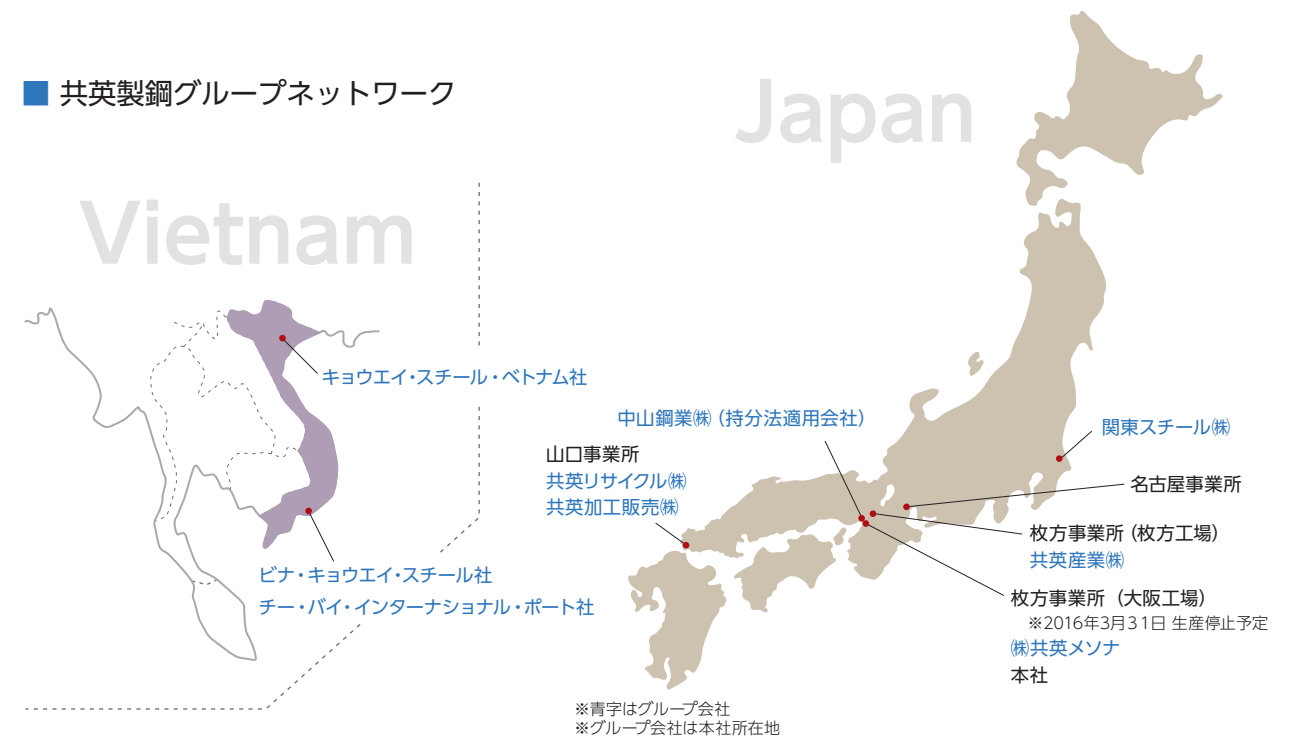 ■ 共英製鋼グループネットワーク
Japan
Vietnam
キョウエイ・スチール・ベトナム社
ビナ・キョウエイ・スチール社
チー・バイ・インターナショナル・ポート社
中山鋼業㈱（持分法適用会社）
山口事業所
共英リサイクル㈱
共英加工販売㈱
関東スチール㈱
名古屋事業所
枚方事業所（枚方工場）
共英産業㈱
枚方事業所（大阪工場）
※2016年3月31日 生産停止予定
㈱共英メソナ
本社
※青字はグループ会社
※グループ会社は本社所在地